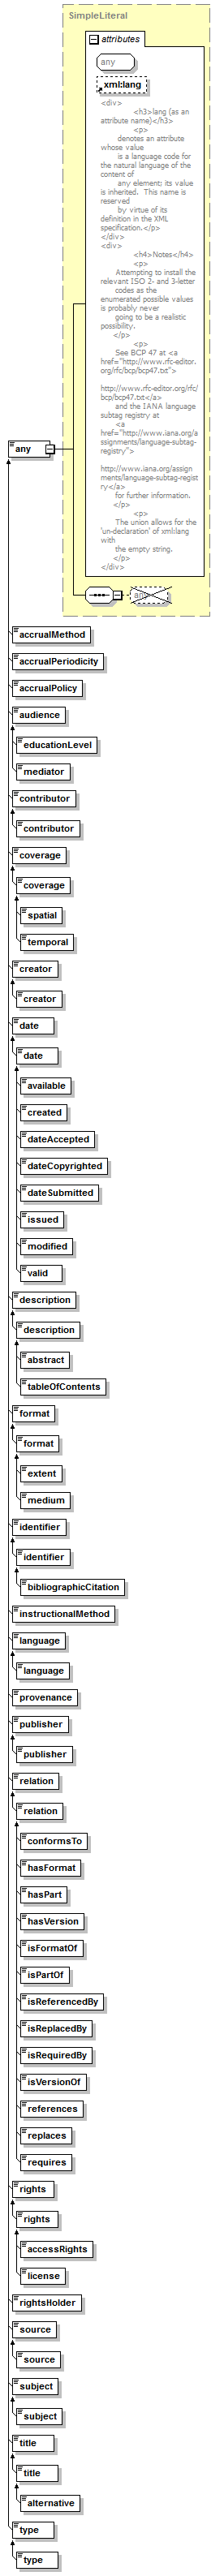 SimpleLiteral
attributes
any
xml:lang
<div>
<h3>lang (as an
attribute name)</h3>
<p>
denotes an attribute
whose value
is a language code for
the natural language of the
content of
any element; its value
is inherited.  This name is
reserved
by virtue of its
definition in the XML
specification.</p>
</div>
<div>
<h4>Notes</h4>
<p>
Attempting to install the
relevant ISO 2- and 3-letter
codes as the
enumerated possible values
is probably never
going to be a realistic
possibility.
</p>
<p>
See BCP 47 at <a
href="http://www.rfc-editor.
org/rfc/bcp/bcp47.txt">
http://www.rfc-editor.org/rfc/
bcp/bcp47.txt</a>
and the IANA language
subtag registry at
<a
href="http://www.iana.org/a
ssignments/language-subtag-
registry">
http://www.iana.org/assign
ments/language-subtag-regist
ry</a>
for further information.
</p>
<p>
The union allows for the
'un-declaration' of xml:lang
with
the empty string.
</p>
</div>
any
any
accrualMethod
accrualPeriodicity
accrualPolicy
audience
educationLevel
mediator
contributor
contributor
coverage
coverage
spatial
temporal
creator
creator
date
date
available
created
dateAccepted
dateCopyrighted
dateSubmitted
issued
modified
valid
description
description
abstract
tableOfContents
format
format
extent
medium
identifier
identifier
bibliographicCitation
instructionalMethod
language
language
provenance
publisher
publisher
relation
relation
conformsTo
hasFormat
hasPart
hasVersion
isFormatOf
isPartOf
isReferencedBy
isReplacedBy
isRequiredBy
isVersionOf
references
replaces
requires
rights
rights
accessRights
license
rightsHolder
source
source
subject
subject
title
title
alternative
type
type